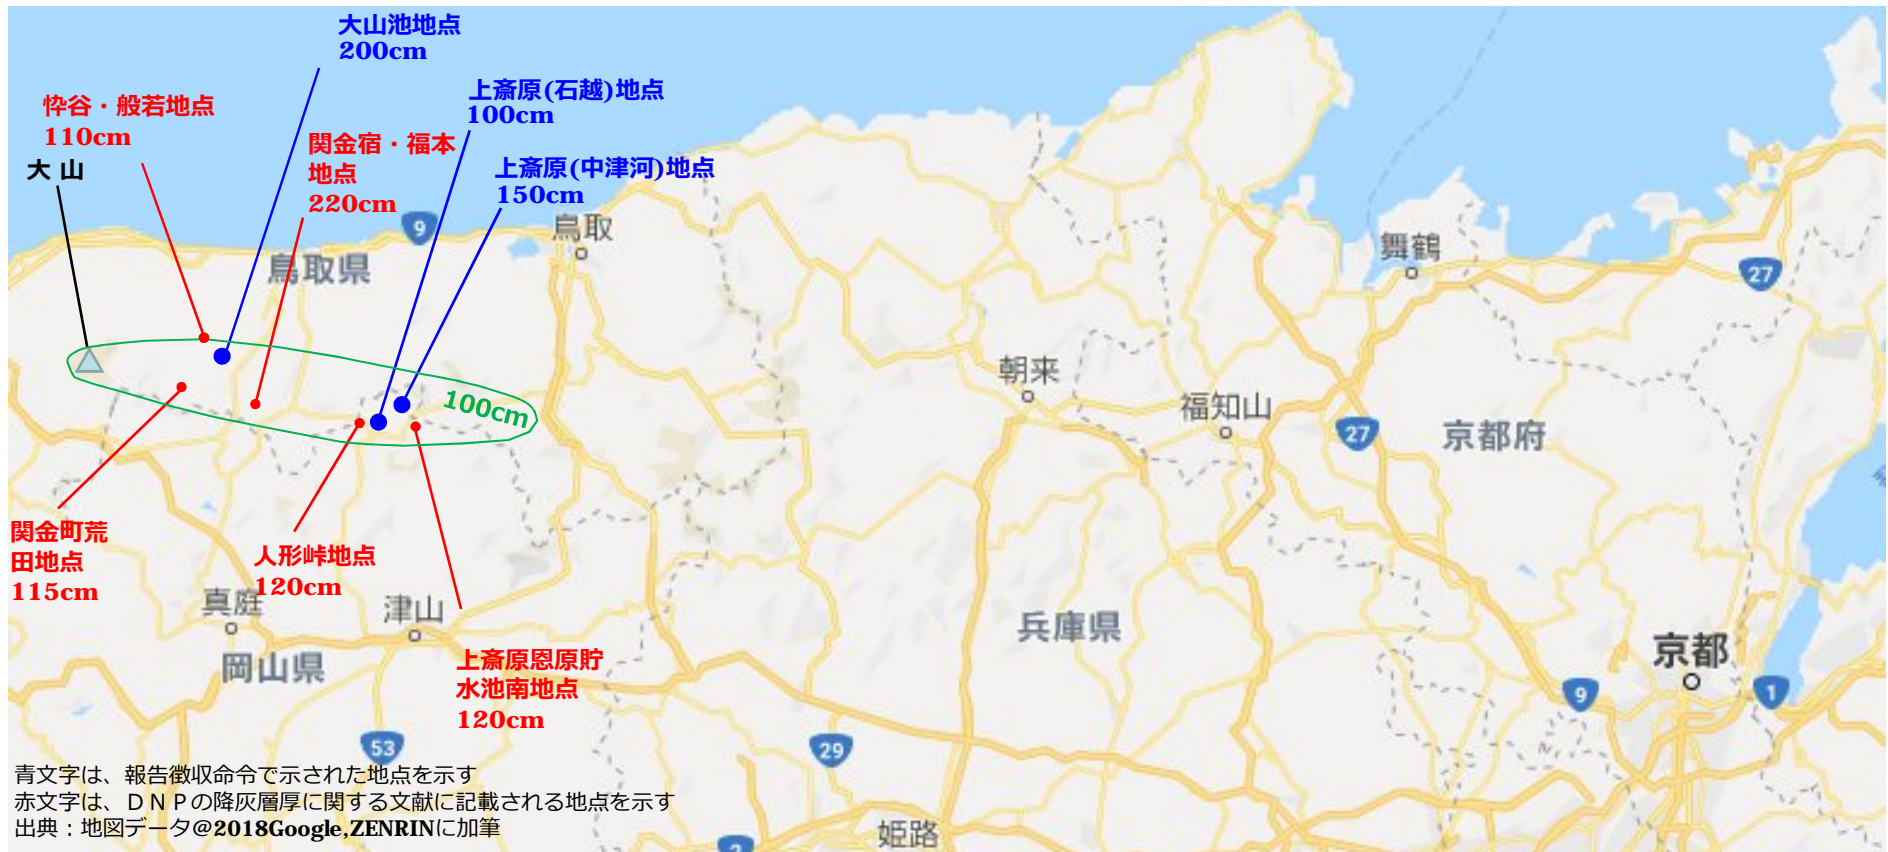 大山池地点
200cm
上斎原(石越)地点
100cm
忰谷・般若地点
110cm
関金宿・福本
地点
220cm
大 山
上斎原(中津河)地点
150cm
9
鳥取
鳥取県
舞鶴
27
朝来
100cm
福知山
27
京都府
関金町荒
田地点
115cm
人形峠地点
120cm
真庭
津山
兵庫県
京都
岡山県
上斎原恩原貯
水池南地点
120cm
9
1
53
29
青文字は、報告徴収命令で示された地点を示す
赤文字は、DNPの降灰層厚に関する文献に記載される地点を示す
出典：地図データ@2018Google,ZENRINに加筆
姫路
2